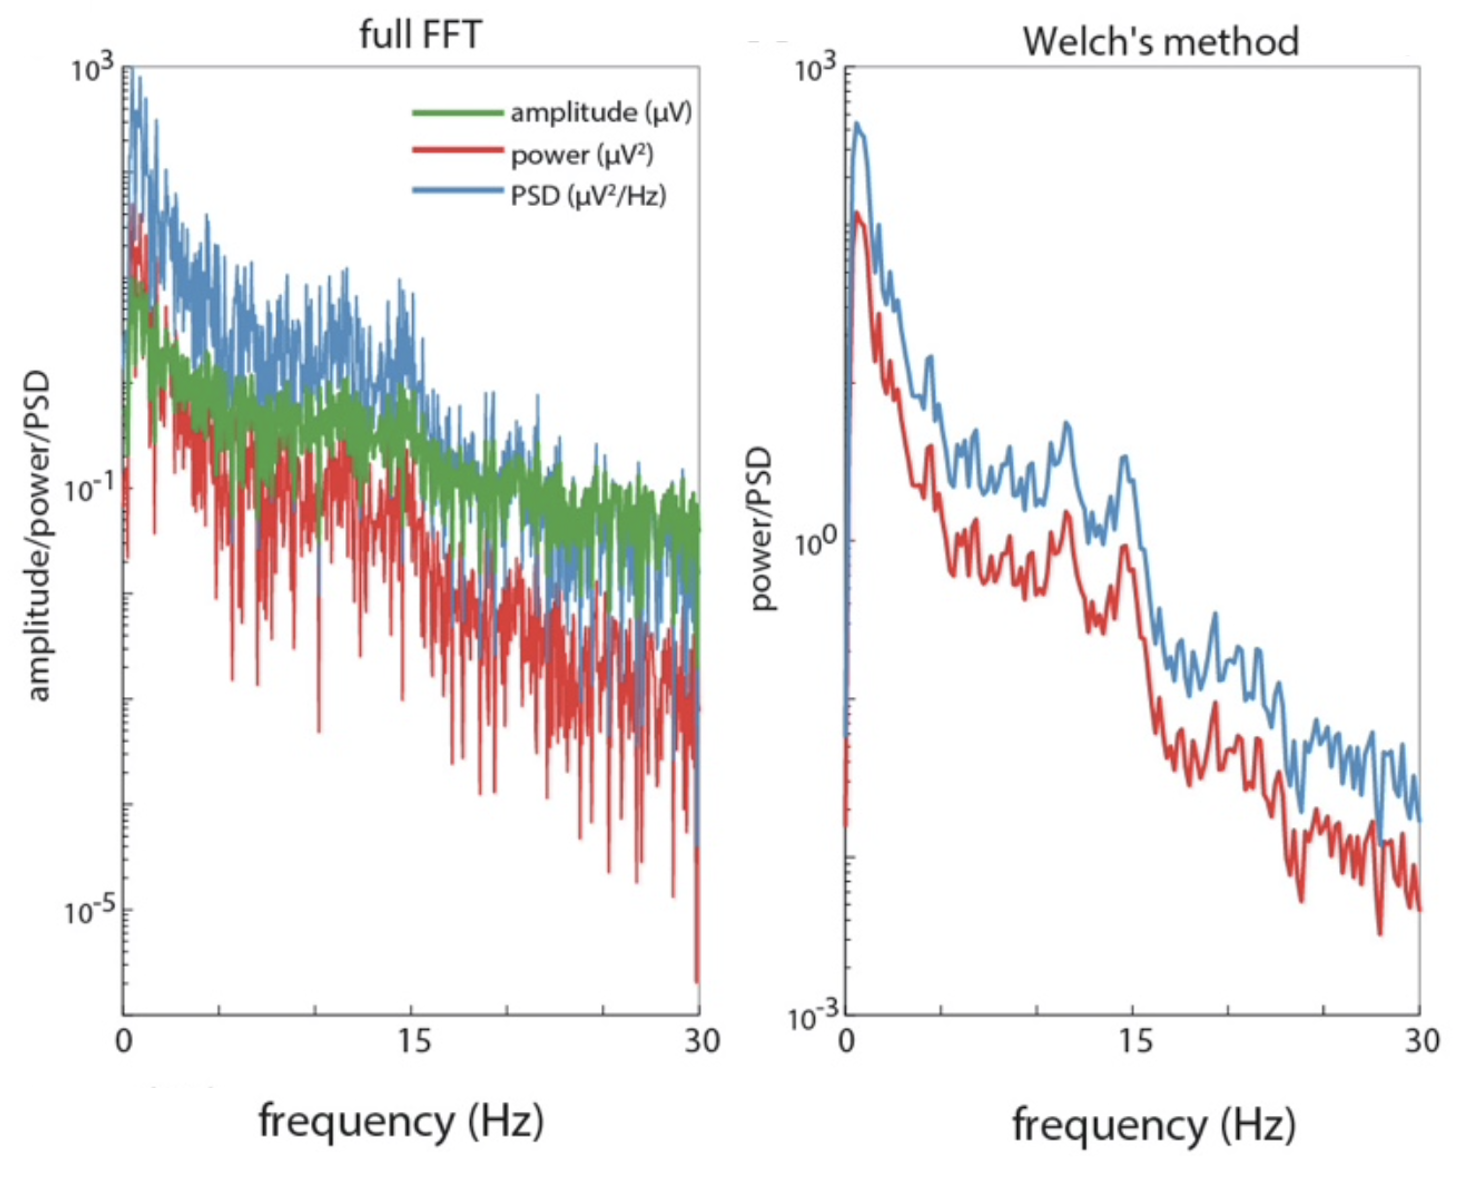 full FFT
10³
10⁻¹
10⁻⁵
amplitude/power/PSD
amplitude (µV)
power (µV²)
PSD (µV²/Hz)
0
15
30
frequency (Hz)
Welch's method
10³
10⁰
10⁻³
power/PSD
0
15
30
frequency (Hz)